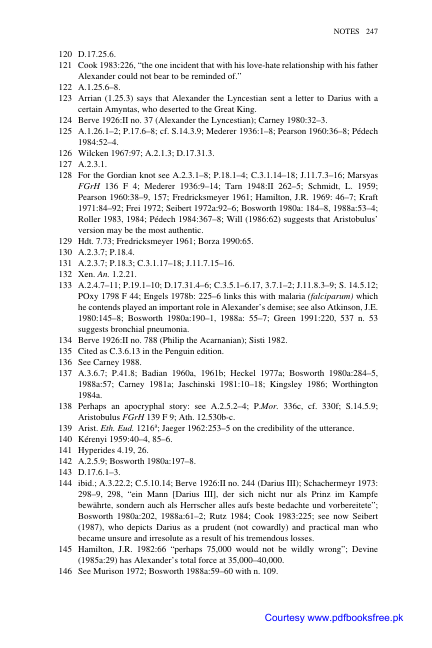 NOTES 247
120 D.17.25.6.
121 Cook 1983:226, “the one incident that with his love-hate relationship with his father
Alexander could not bear to be reminded of.”
122 A.1.25.6–8.
123 Arrian (1.25.3) says that Alexander the Lyncestian sent a letter to Darius with a
certain Amyntas, who deserted to the Great King.
124 Berve 1926:II no. 37 (Alexander the Lyncestian); Carney 1980:32–3.
125 A.1.26.1–2; P.17.6–8; cf. S.14.3.9; Mederer 1936:1–8; Pearson 1960:36–8; Pédech
1984:52–4.
126 Wilcken 1967:97; A.2.1.3; D.17.31.3.
127 A.2.3.1.
128 For the Gordian knot see A.2.3.1–8; P.18.1–4; C.3.1.14–18; J.11.7.3–16; Marsyas
FGrH 136 F 4; Mederer 1936:9–14; Tarn 1948:II 262–5; Schmidt, L. 1959;
Pearson 1960:38–9, 157; Fredricksmeyer 1961; Hamilton, J.R. 1969: 46–7; Kraft
1971:84–92; Frei 1972; Seibert 1972a:92–6; Bosworth 1980a: 184–8, 1988a:53–4;
Roller 1983, 1984; Pédech 1984:367–8; Will (1986:62) suggests that Aristobulus’
version may be the most authentic.
129 Hdt. 7.73; Fredricksmeyer 1961; Borza 1990:65.
130 A.2.3.7; P.18.4.
131 A.2.3.7; P.18.3; C.3.1.17–18; J.11.7.15–16.
132 Xen. An. 1.2.21.
133 A.2.4.7–11; P.19.1–10; D.17.31.4–6; C.3.5.1–6.17, 3.7.1–2; J.11.8.3–9; S. 14.5.12;
POxy 1798 F 44; Engels 1978b: 225–6 links this with malaria (falciparum) which
he contends played an important role in Alexander’s demise; see also Atkinson, J.E.
1980:145–8; Bosworth 1980a:190–1, 1988a: 55–7; Green 1991:220, 537 n. 53
suggests bronchial pneumonia.
134 Berve 1926:II no. 788 (Philip the Acarnanian); Sisti 1982.
135 Cited as C.3.6.13 in the Penguin edition.
136 See Carney 1988.
137 A.3.6.7; P.41.8; Badian 1960a, 1961b; Heckel 1977a; Bosworth 1980a:284–5,
1988a:57; Carney 1981a; Jaschinski 1981:10–18; Kingsley 1986; Worthington
1984a.
138 Perhaps an apocryphal story: see A.2.5.2–4; P.Mor. 336c, cf. 330f; S.14.5.9;
Aristobulus FGrH 139 F 9; Ath. 12.530b-c.
139 Arist. Eth. Eud. 1216ª; Jaeger 1962:253–5 on the credibility of the utterance.
140 Kérenyi 1959:40–4, 85–6.
141 Hyperides 4.19, 26.
142 A.2.5.9; Bosworth 1980a:197–8.
143 D.17.6.1–3.
144 ibid.; A.3.22.2; C.5.10.14; Berve 1926:II no. 244 (Darius III); Schachermeyr 1973:
298–9, 298, “ein Mann [Darius III], der sich nicht nur als Prinz im Kampfe
bewährte, sondern auch als Herrscher alles aufs beste bedachte und vorbereitete”;
Bosworth 1980a:202, 1988a:61–2; Rutz 1984; Cook 1983:225; see now Seibert
(1987), who depicts Darius as a prudent (not cowardly) and practical man who
became unsure and irresolute as a result of his tremendous losses.
145 Hamilton, J.R. 1982:66 “perhaps 75,000 would not be wildly wrong”; Devine
(1985a:29) has Alexander’s total force at 35,000–40,000.
146 See Murison 1972; Bosworth 1988a:59–60 with n. 109.
Courtesy www.pdfbooksfree.pk